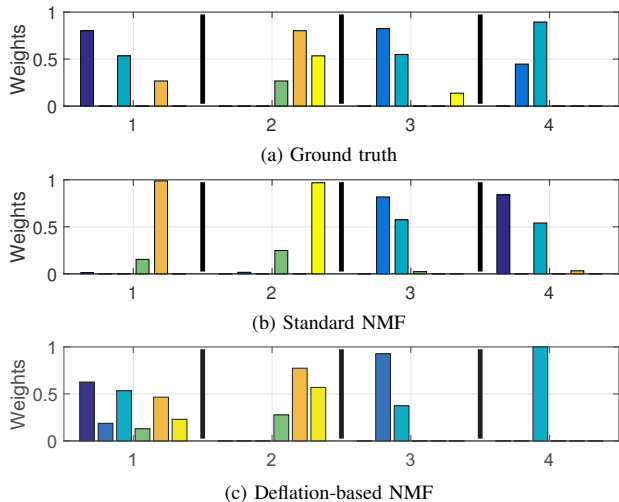 1
0.5
0
Weights
1 2 3 4
(a) Ground truth
1
0.5
0
Weights
1 2 3 4
(b) Standard NMF
1
0.5
0
Weights
1 2 3 4
(c) Deflation-based NMF